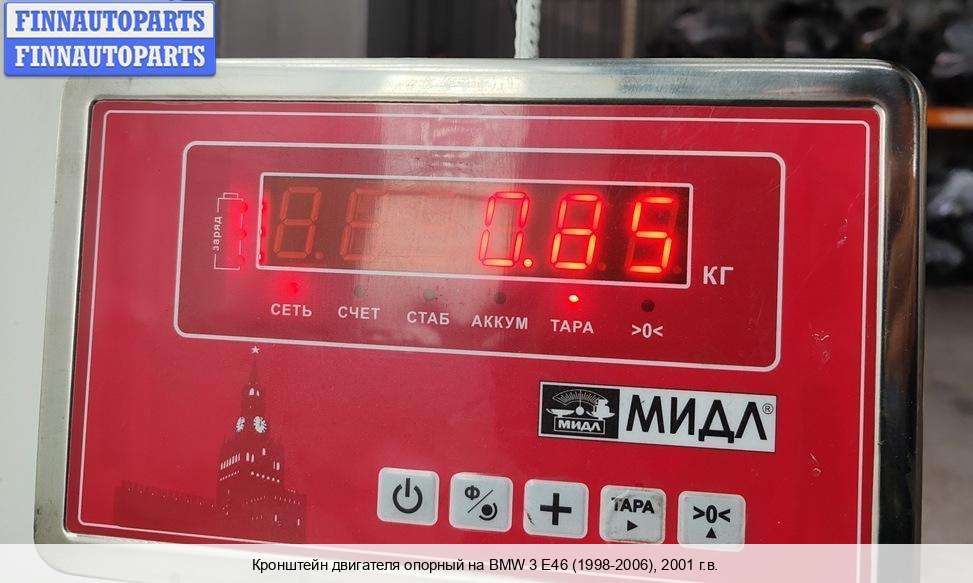 FINNAUTOPARTS
FINNAUTOPARTS
заряд
0.85
КГ
СЕТЬ СЧЕТ СТАБ АККУМ ТАРА >0<
МИДЛ МИДЛ®
Ф ТАРА >0<
Кронштейн двигателя опорный на BMW 3 E46 (1998-2006), 2001 г.в.